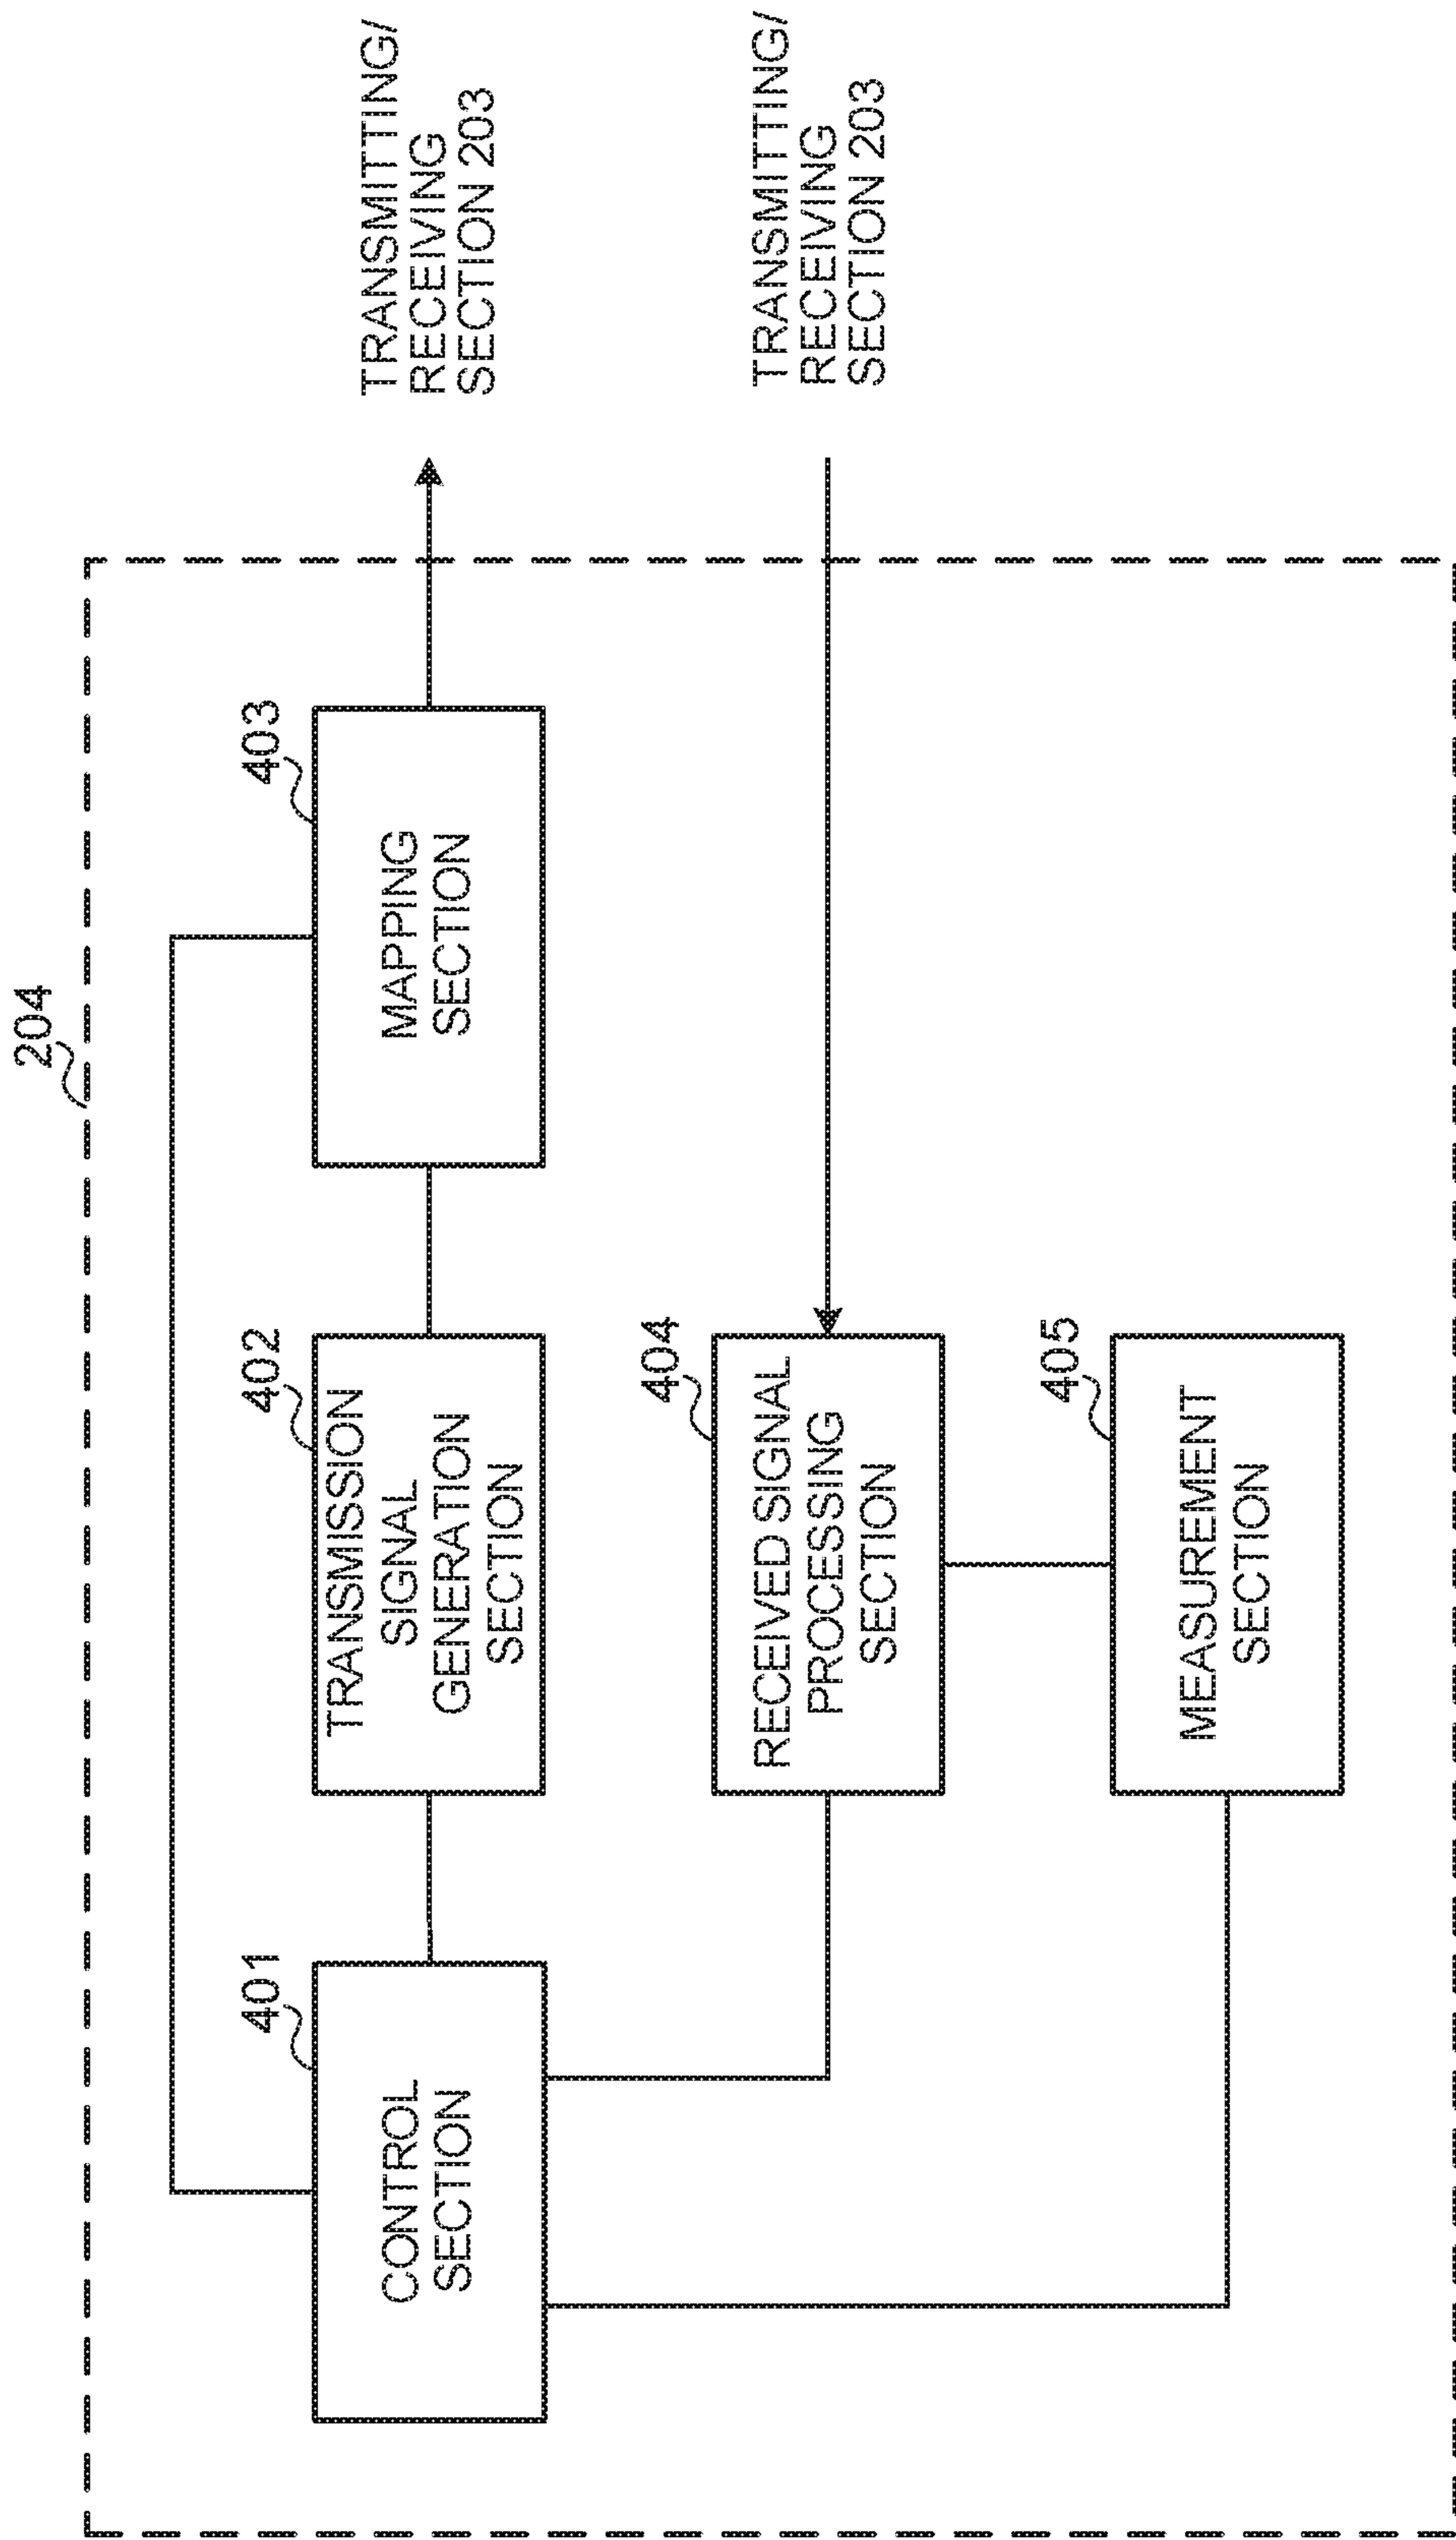 204
401
CONTROL
SECTION
402
TRANSMISSION
SIGNAL
GENERATION
SECTION
403
MAPPING
SECTION
TRANSMITTING/
RECEIVING
SECTION 203
404
RECEIVED SIGNAL
PROCESSING
SECTION
TRANSMITTING/
RECEIVING
SECTION 203
405
MEASUREMENT
SECTION